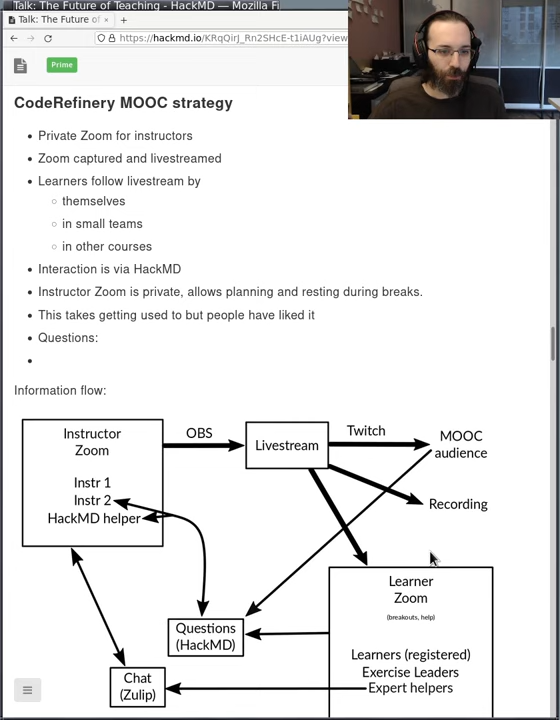 Talk: The Future of Teaching - HackMD — Mozilla Fi
Talk: The Future of
https://hackmd.io/KRqQirJ_Rn2SHcE-t1iAUg?view
Prime
CodeRefinery MOOC strategy
Private Zoom for instructors
Zoom captured and livestreamed
Learners follow livestream by
themselves
in small teams
in other courses
Interaction is via HackMD
Instructor Zoom is private, allows planning and resting during breaks.
This takes getting used to but people have liked it
Questions:
Information flow:
Instructor
Zoom
Instr 1
Instr 2
HackMD helper
OBS
Livestream
Twitch
MOOC
audience
Recording
Learner
Zoom
(breakouts, help)
Learners (registered)
Exercise Leaders
Expert helpers
Questions
(HackMD)
Chat
(Zulip)